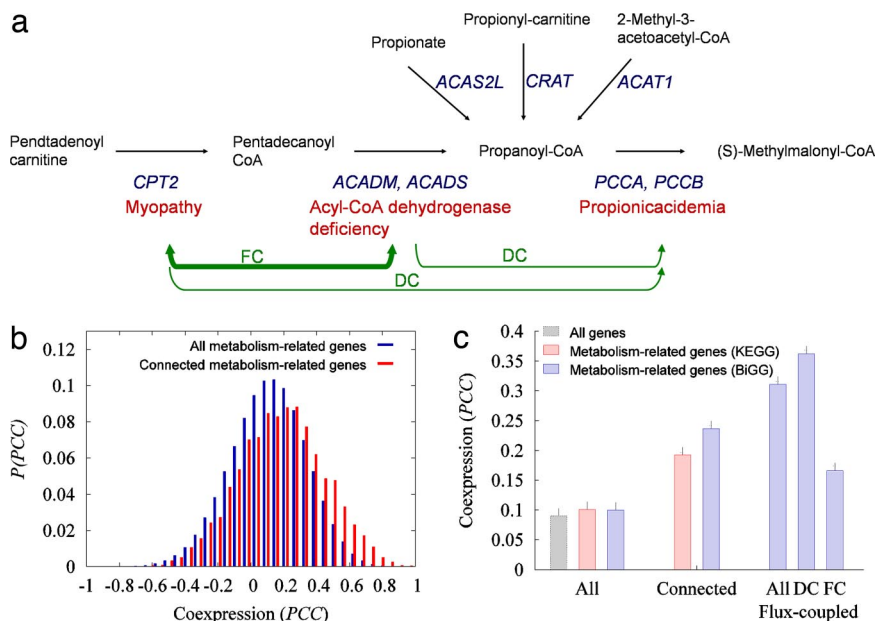 a
Propionate
Propionyl-carnitine
2-Methyl-3-
acetoacetyl-CoA
ACAS2L
CRAT
ACAT1
Pendtadenoyl
carnitine
Pentadecanoyl
CoA
Propanoyl-CoA
(S)-Methylmalonyl-CoA
CPT2
ACADM, ACADS
PCCA, PCCB
Myopathy
Acyl-CoA dehydrogenase
deficiency
Propionicacidemia
FC
DC
DC
b
All metabolism-related genes
Connected metabolism-related genes
P(PCC)
0.12
0.1
0.08
0.06
0.04
0.02
0
-1 -0.8 -0.6 -0.4 -0.2 0 0.2 0.4 0.6 0.8 1
Coexpression (PCC)
c
All genes
Metabolism-related genes (KEGG)
Metabolism-related genes (BiGG)
Coexpression (PCC)
0.4
0.35
0.3
0.25
0.2
0.15
0.1
0.05
0
All
Connected
All DC FC
Flux-coupled